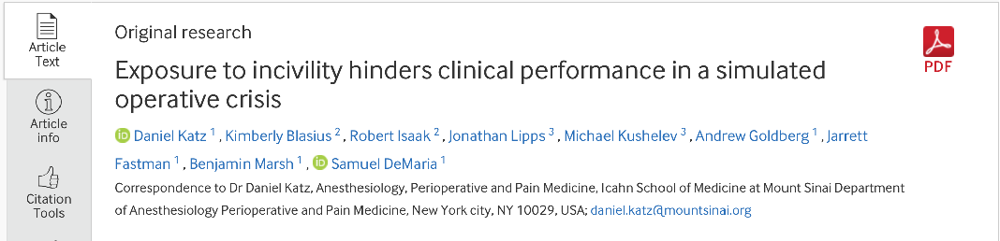 Article
Text
Article
info
Citation
Tools
Original research
PDF
Exposure to incivility hinders clinical performance in a simulated
operative crisis
iD Daniel Katz 1 , Kimberly Blasius 2 , Robert Isaak 2 , Jonathan Lipps 3 , Michael Kushelev 3 , Andrew Goldberg 1 , Jarrett
Fastman 1 , Benjamin Marsh 1 , iD Samuel DeMaria 1
Correspondence to Dr Daniel Katz, Anesthesiology, Perioperative and Pain Medicine, Icahn School of Medicine at Mount Sinai Department
of Anesthesiology Perioperative and Pain Medicine, New York city, NY 10029, USA; daniel.katz@mountsinai.org